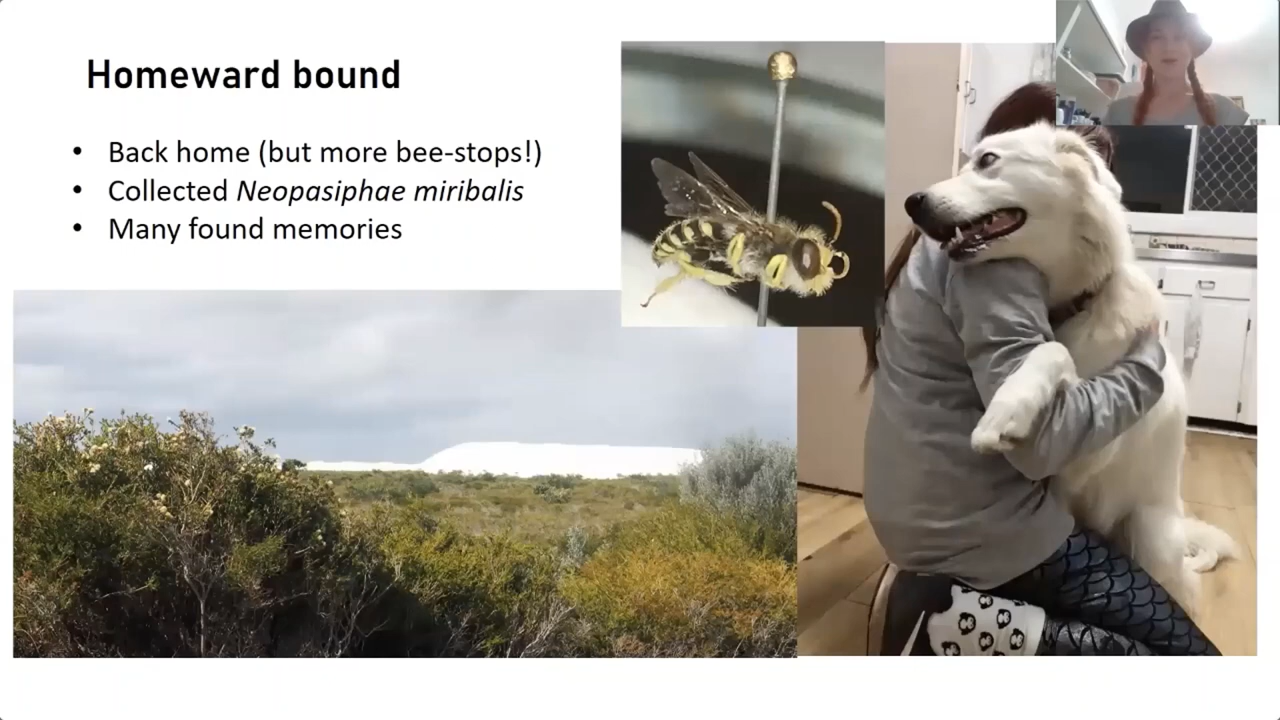 Homeward bound
• Back home (but more bee-stops!)
• Collected Neopasiphae miribalis
• Many found memories